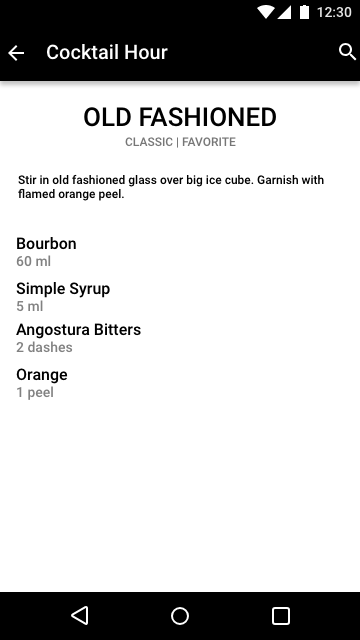 12:30
Cocktail Hour
OLD FASHIONED
CLASSIC | FAVORITE
Stir in old fashioned glass over big ice cube. Garnish with
flamed orange peel.
Bourbon
60 ml
Simple Syrup
5 ml
Angostura Bitters
2 dashes
Orange
1 peel